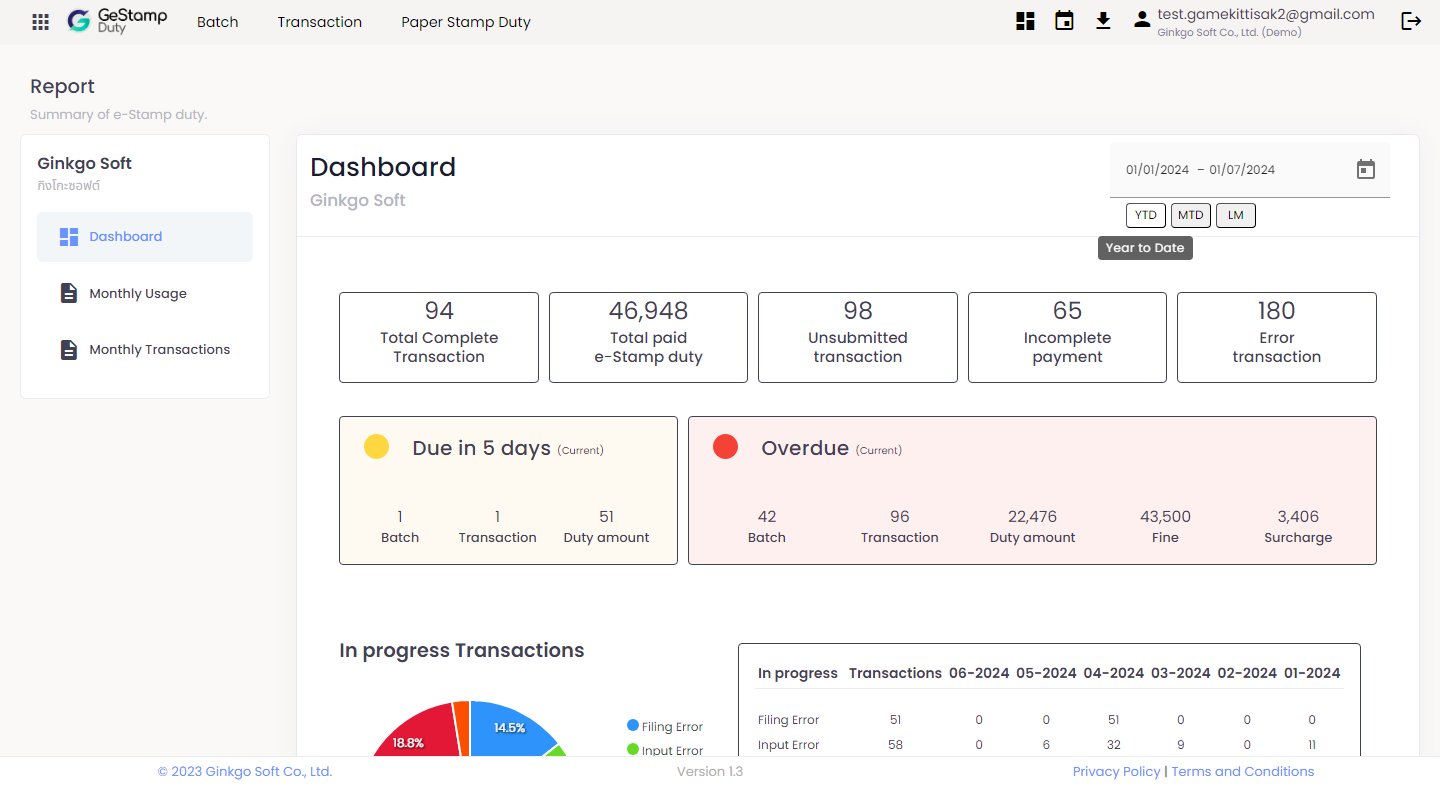 GeStamp
Duty
Batch
Transaction
Paper Stamp Duty
test.gamekittisak2@gmail.com
Ginkgo Soft Co., Ltd. (Demo)
Report
Summary of e-Stamp duty.
Ginkgo Soft
กิงโกะซอฟต์
Dashboard
Monthly Usage
Monthly Transactions
Dashboard
Ginkgo Soft
01/01/2024 – 01/07/2024
YTD MTD LM
Year to Date
94
Total Complete
Transaction
46,948
Total paid
e-Stamp duty
98
Unsubmitted
transaction
65
Incomplete
payment
180
Error
transaction
Due in 5 days (Current)
1 1 51
Batch Transaction Duty amount
Overdue (Current)
42 96 22,476 43,500 3,406
Batch Transaction Duty amount Fine Surcharge
In progress Transactions
14.5%
18.8%
Filing Error
Input Error
In progress Transactions 06-2024 05-2024 04-2024 03-2024 02-2024 01-2024
Filing Error 51 0 0 51 0 0 0
Input Error 58 0 6 32 9 0 11
© 2023 Ginkgo Soft Co., Ltd.
Version 1.3
Privacy Policy | Terms and Conditions